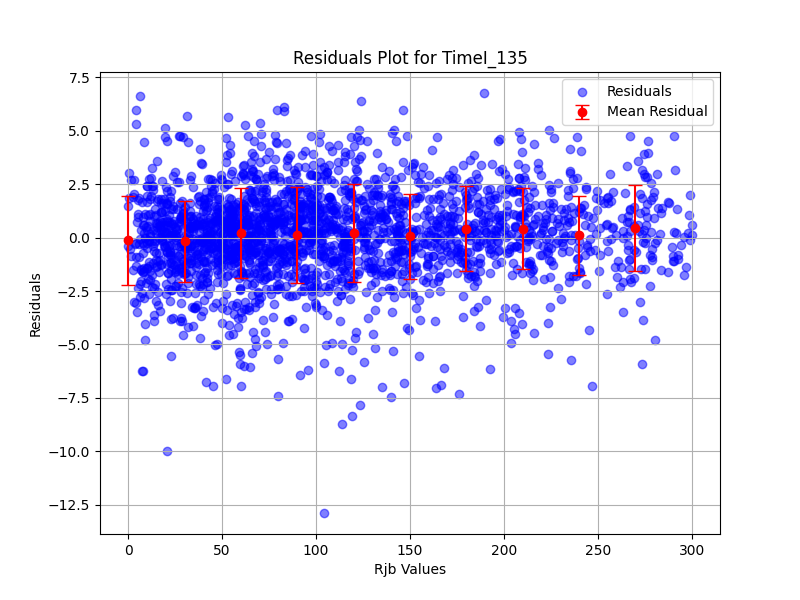 Residuals Plot for TimeI_135
Residuals
Mean Residual
7.5
5.0
2.5
0.0
−2.5
−5.0
−7.5
−10.0
−12.5
Residuals
0 50 100 150 200 250 300
Rjb Values